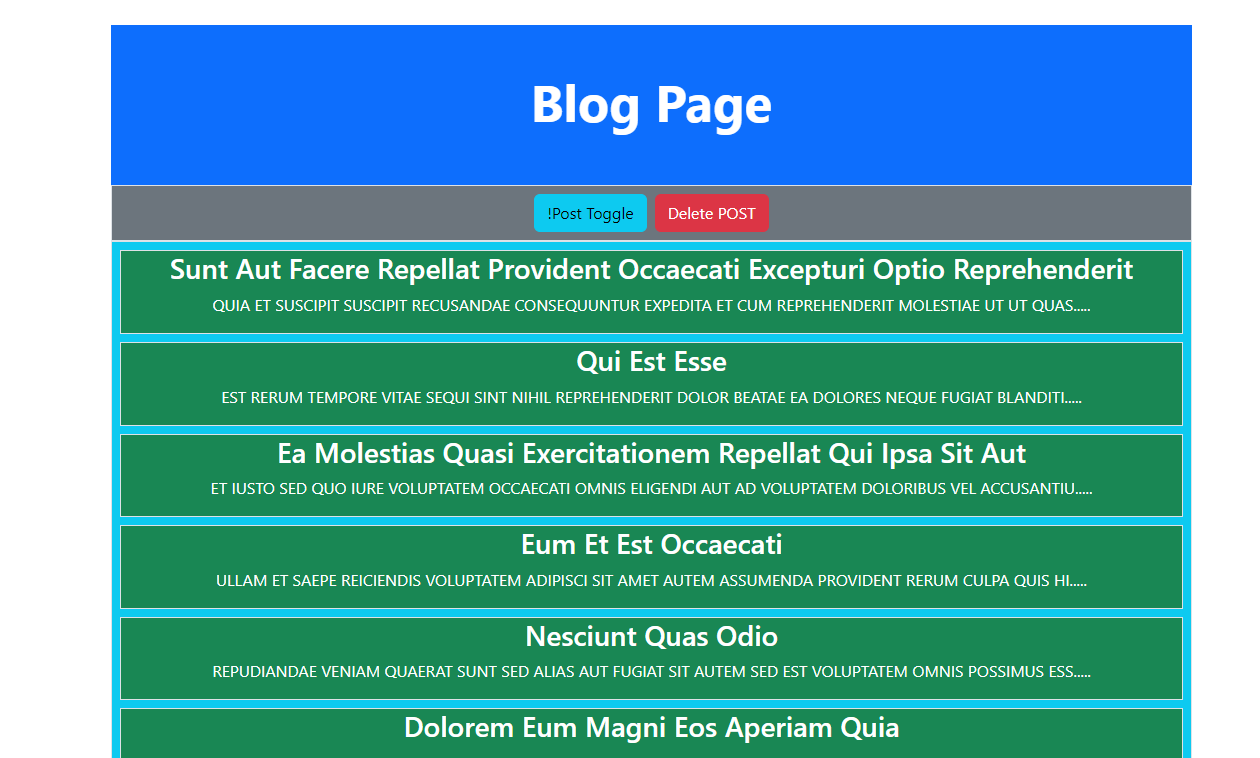 Blog Page
!Post Toggle Delete POST
Sunt Aut Facere Repellat Provident Occaecati Excepturi Optio Reprehenderit
QUIA ET SUSCIPIT SUSCIPIT RECUSANDAE CONSEQUUNTUR EXPEDITA ET CUM REPREHENDERIT MOLESTIAE UT UT QUAS.....
Qui Est Esse
EST RERUM TEMPORE VITAE SEQUI SINT NIHIL REPREHENDERIT DOLOR BEATAE EA DOLORES NEQUE FUGIAT BLANDITI.....
Ea Molestias Quasi Exercitationem Repellat Qui Ipsa Sit Aut
ET IUSTO SED QUO IURE VOLUPTATEM OCCAECATI OMNIS ELIGENDI AUT AD VOLUPTATEM DOLORIBUS VEL ACCUSANTIU.....
Eum Et Est Occaecati
ULLAM ET SAEPE REICIENDIS VOLUPTATEM ADIPISCI SIT AMET AUTEM ASSUMENDA PROVIDENT RERUM CULPA QUIS HI.....
Nesciunt Quas Odio
REPUDIANDAE VENIAM QUAERAT SUNT SED ALIAS AUT FUGIAT SIT AUTEM SED EST VOLUPTATEM OMNIS POSSIMUS ESS.....
Dolorem Eum Magni Eos Aperiam Quia